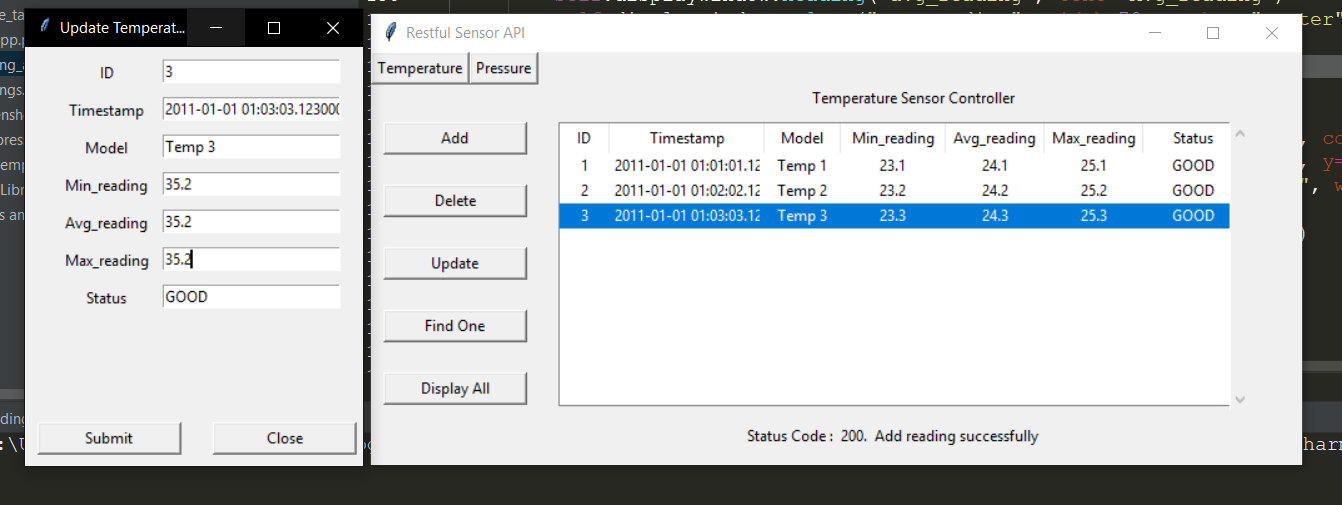 Update Temperat...
ID 3
Timestamp 2011-01-01 01:03:03.123000
Model Temp 3
Min_reading 35.2
Avg_reading 35.2
Max_reading 35.2
Status GOOD
Submit Close
Restful Sensor API
Temperature Pressure
Temperature Sensor Controller
Add
Delete
Update
Find One
Display All
ID Timestamp Model Min_reading Avg_reading Max_reading Status
1 2011-01-01 01:01:01.12 Temp 1 23.1 24.1 25.1 GOOD
2 2011-01-01 01:02:02.12 Temp 2 23.2 24.2 25.2 GOOD
3 2011-01-01 01:03:03.12 Temp 3 23.3 24.3 25.3 GOOD
Status Code : 200. Add reading successfully